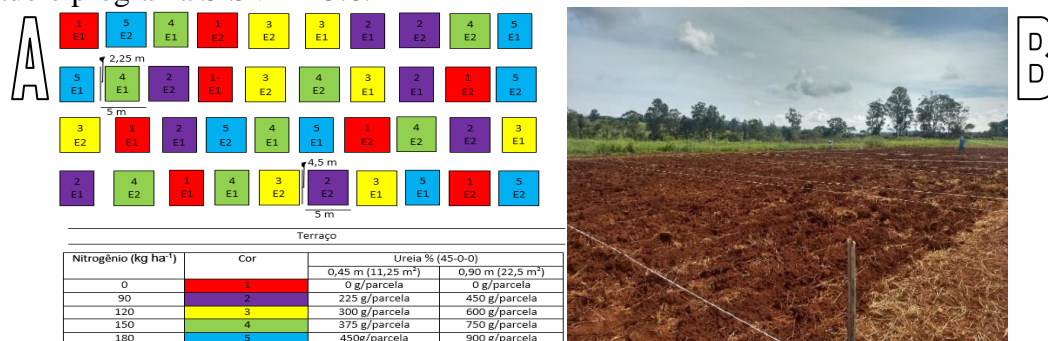 programa
A
B
1 5 4 1 3 3 2 2 4 5
E1 E2 E1 E2 E2 E1 E1 E2 E2 E1
2,25 m
5 4 2 1- 3 4 3 2 1 5
E1 E1 E2 E1 E2 E2 E1 E1 E2 E2
5 m
3 1 2 5 4 5 1 4 2 3
E2 E1 E1 E2 E1 E1 E2 E2 E2 E1
4,5 m
2 4 1 4 3 2 3 5 1 5
E1 E2 E1 E1 E2 E2 E1 E1 E2 E2
5 m
Terraço
Nitrogênio (kg ha⁻¹) Cor Ureia % (45-0-0)
0,45 m (11,25 m²) 0,90 m (22,5 m²)
0 1 0 g/parcela 0 g/parcela
90 2 225 g/parcela 450 g/parcela
120 3 300 g/parcela 600 g/parcela
150 4 375 g/parcela 750 g/parcela
180 5 450g/parcela 900 g/parcela